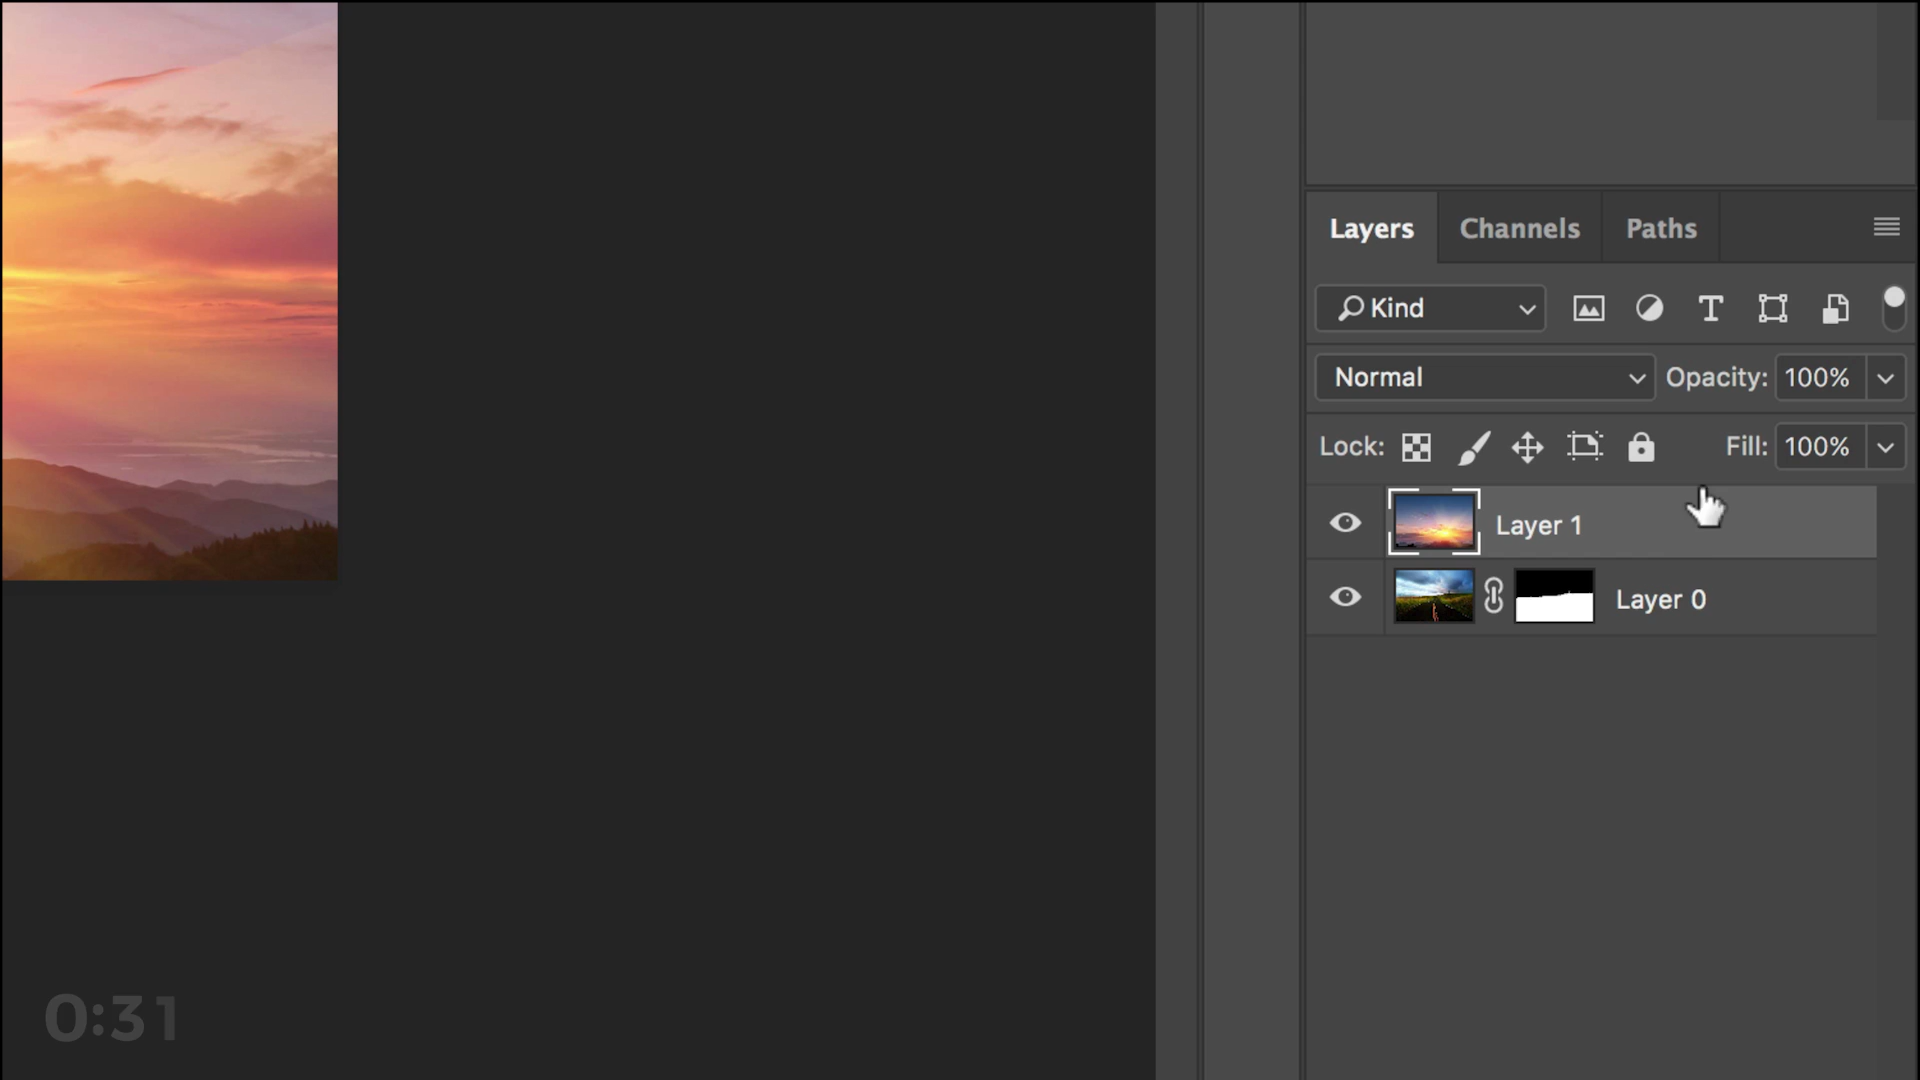 Layers Channels Paths
Kind
Normal Opacity: 100%
Lock: Fill: 100%
Layer 1
Layer 0
0:31